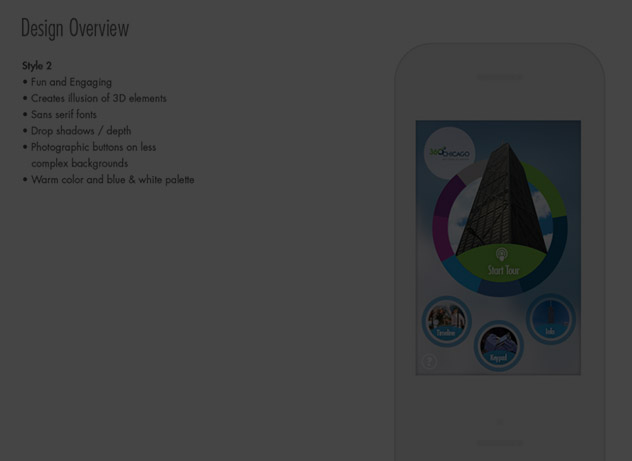 Design Overview
Style 2
• Fun and Engaging
• Creates illusion of 3D elements
• Sans serif fonts
• Drop shadows / depth
• Photographic buttons on less
complex backgrounds
• Warm color and blue & white palette
360 CHICAGO
Start Tour
Timeline
Keypad
Info
?